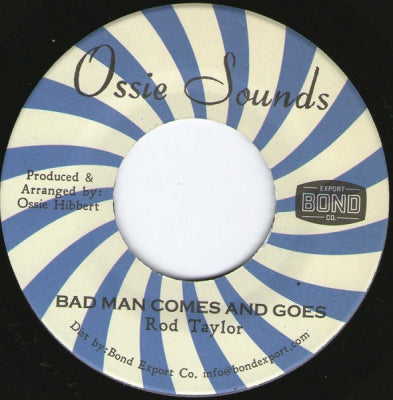 Ossie Sounds
Produced &
Arranged by:
Ossie Hibbert
EXPORT
BOND
CO.
BAD MAN COMES AND GOES
Rod Taylor
Dst by:Bond Export Co. info@bondexport.com